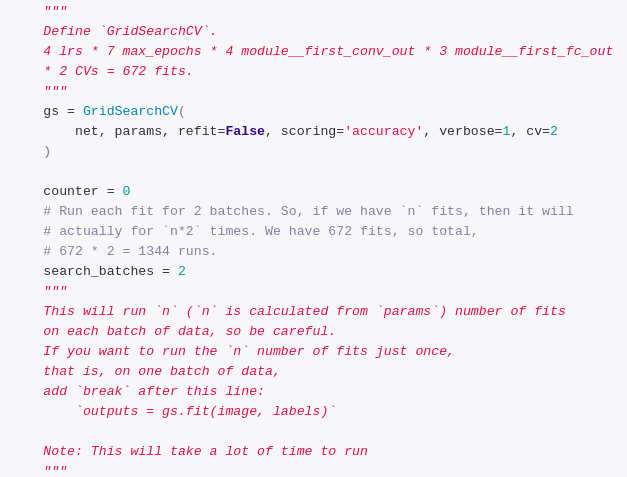 """
Define `GridSearchCV`.
4 lrs * 7 max_epochs * 4 module__first_conv_out * 3 module__first_fc_out
* 2 CVs = 672 fits.
"""
gs = GridSearchCV(
    net, params, refit=False, scoring='accuracy', verbose=1, cv=2
)

counter = 0
# Run each fit for 2 batches. So, if we have `n` fits, then it will
# actually for `n*2` times. We have 672 fits, so total,
# 672 * 2 = 1344 runs.
search_batches = 2
"""
This will run `n` (`n` is calculated from `params`) number of fits
on each batch of data, so be careful.
If you want to run the `n` number of fits just once,
that is, on one batch of data,
add `break` after this line:
    `outputs = gs.fit(image, labels)`

Note: This will take a lot of time to run
"""